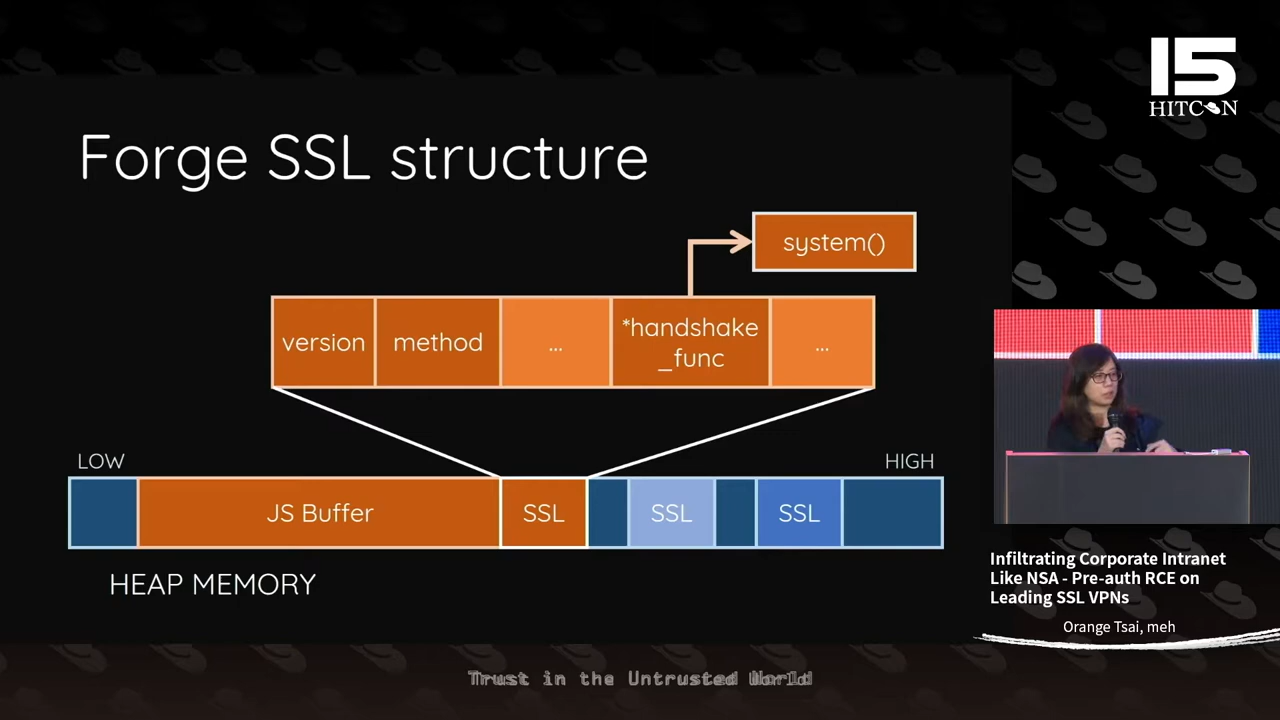 15
HITCON
Forge SSL structure
system()
version
method
...
*handshake
_func
...
LOW
HIGH
JS Buffer
SSL
SSL
SSL
HEAP MEMORY
Infiltrating Corporate Intranet
Like NSA - Pre-auth RCE on
Leading SSL VPNs
Orange Tsai, meh
Trust in the Untrusted World